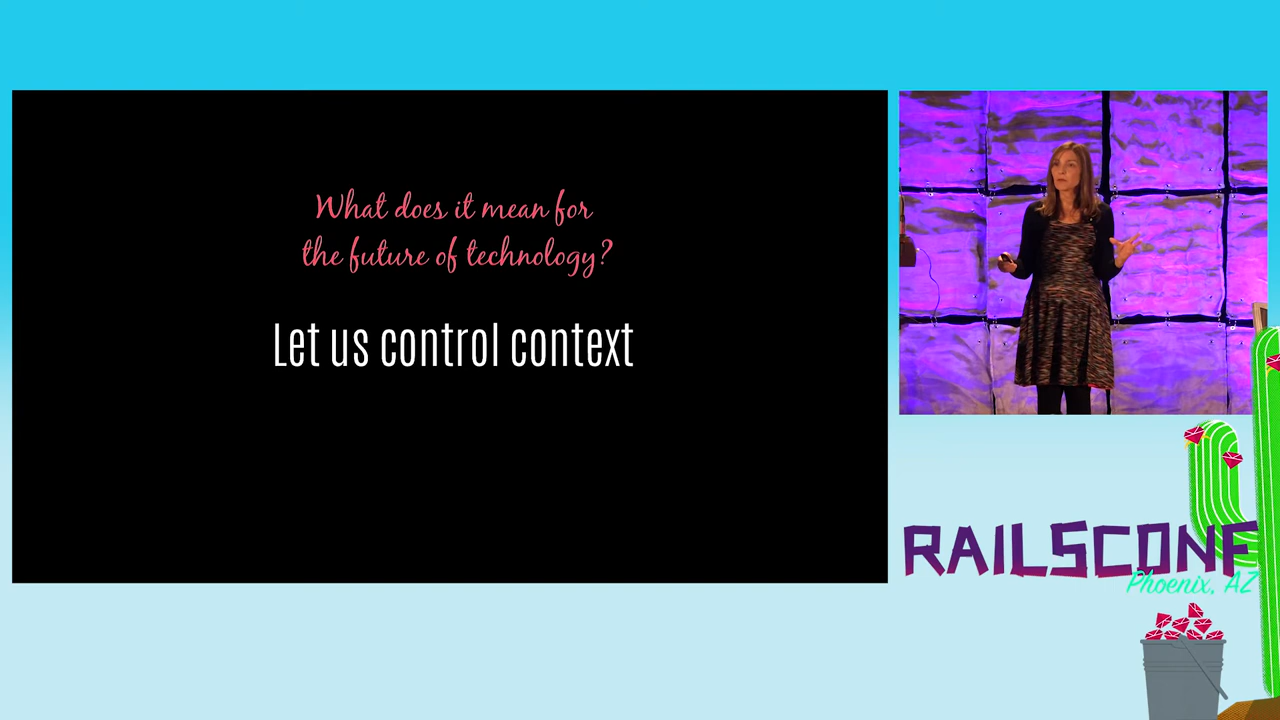 What does it mean for
the future of technology?
Let us control context
RAILSCONF
Phoenix, AZ